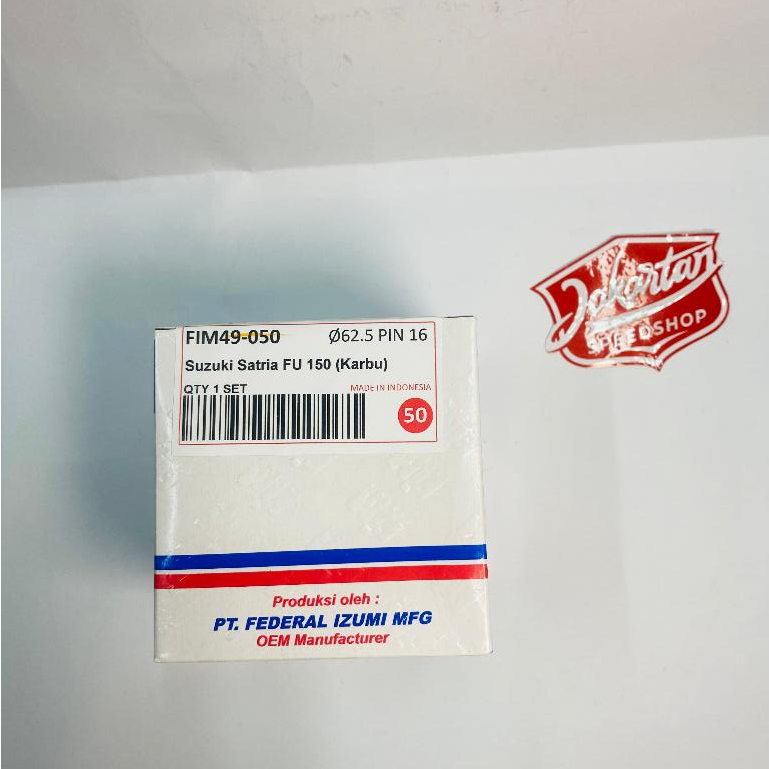 FIM49-050 Ø62.5 PIN 16
Suzuki Satria FU 150 (Karbu)
QTY 1 SET MADE IN INDONESIA
50
Produksi oleh :
PT. FEDERAL IZUMI MFG
OEM Manufacturer
Jakartan
SPEEDSHOP